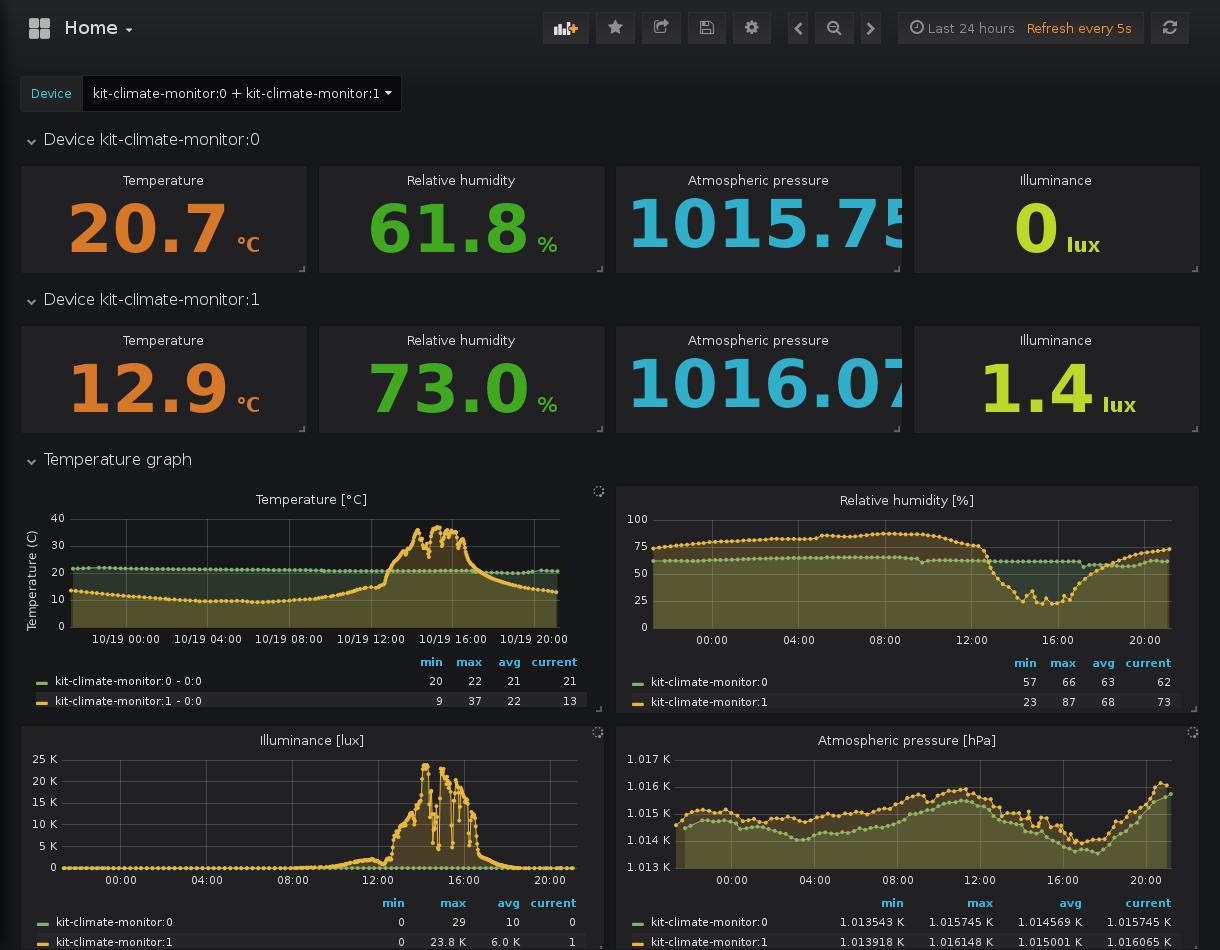 Home
Last 24 hours Refresh every 5s
Device kit-climate-monitor:0 + kit-climate-monitor:1
Device kit-climate-monitor:0
Temperature Relative humidity Atmospheric pressure Illuminance
20.7 °C 61.8 % 1015.75 0 lux
Device kit-climate-monitor:1
Temperature Relative humidity Atmospheric pressure Illuminance
12.9 °C 73.0 % 1016.07 1.4 lux
Temperature graph
Temperature [°C]
Temperature (C)
40
30
20
10
0
10/19 00:00 10/19 04:00 10/19 08:00 10/19 12:00 10/19 16:00 10/19 20:00
min max avg current
kit-climate-monitor:0 - 0:0 20 22 21 21
kit-climate-monitor:1 - 0:0 9 37 22 13
Relative humidity [%]
100
75
50
25
0
00:00 04:00 08:00 12:00 16:00 20:00
min max avg current
kit-climate-monitor:0 57 66 63 62
kit-climate-monitor:1 23 87 68 73
Illuminance [lux]
25 K
20 K
15 K
10 K
5 K
0
00:00 04:00 08:00 12:00 16:00 20:00
min max avg current
kit-climate-monitor:0 0 29 10 0
kit-climate-monitor:1 0 23.8 K 6.0 K 1
Atmospheric pressure [hPa]
1.017 K
1.016 K
1.015 K
1.014 K
1.013 K
00:00 04:00 08:00 12:00 16:00 20:00
min max avg current
kit-climate-monitor:0 1.013543 K 1.015745 K 1.014569 K 1.015745 K
kit-climate-monitor:1 1.013918 K 1.016148 K 1.015001 K 1.016065 K